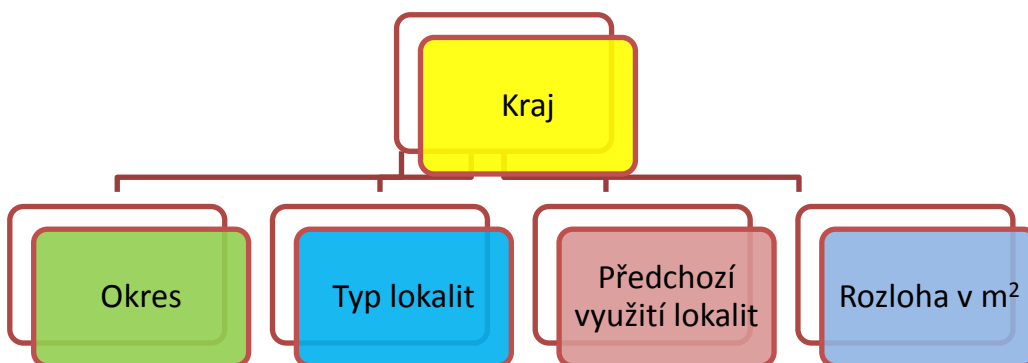 Kraj
Okres
Typ lokalit
Předchozí
využití lokalit
Rozloha v m²